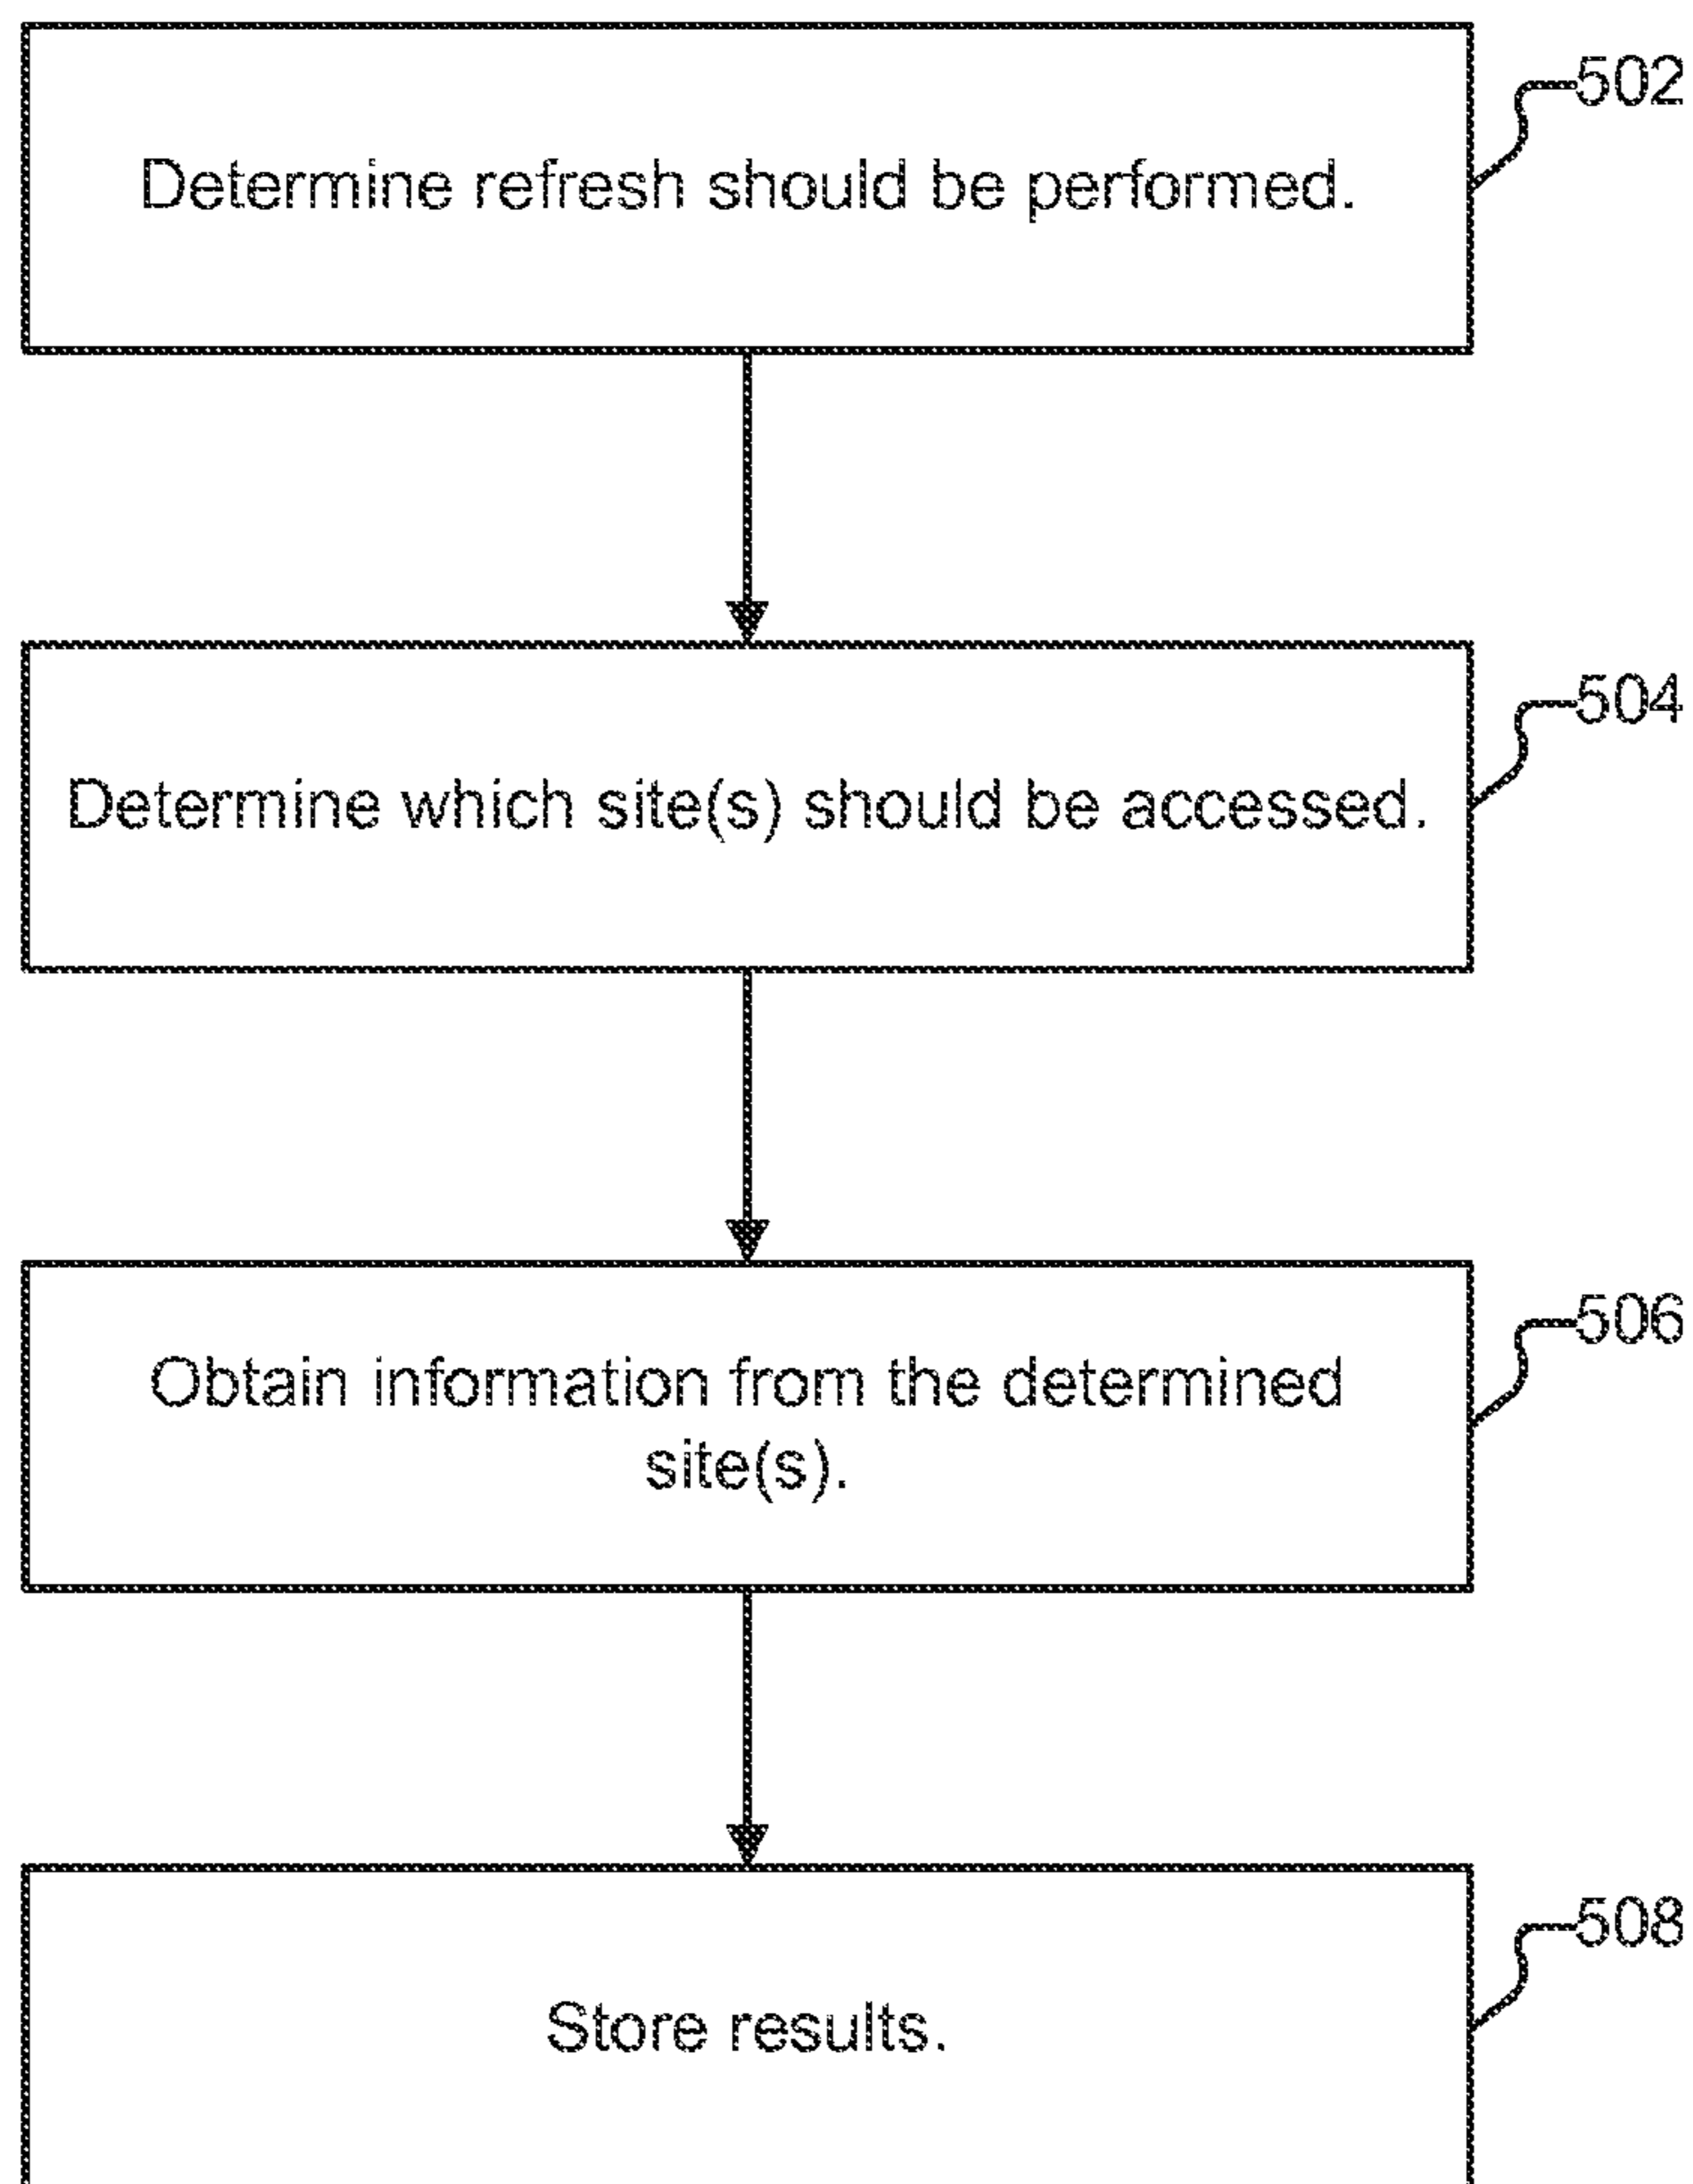 502
Determine refresh should be performed.
504
Determine which site(s) should be accessed.
506
Obtain information from the determined
site(s).
508
Store results.